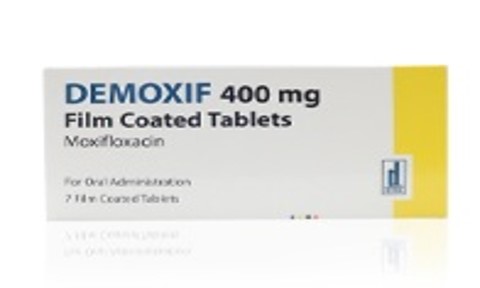 DEMOXIF 400 mg
Film Coated Tablets
Moxifloxacin
For Oral Administration
7 Film Coated Tablets